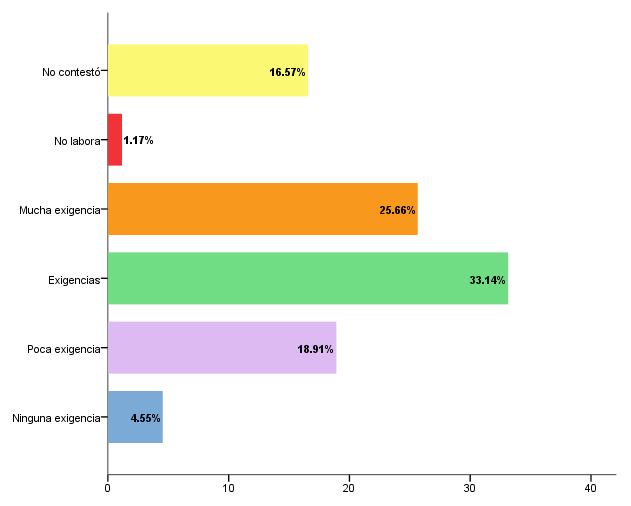 No contestó
16.57%
No labora
1.17%
Mucha exigencia
25.66%
Exigencias
33.14%
Poca exigencia
18.91%
Ninguna exigencia
4.55%
0 10 20 30 40